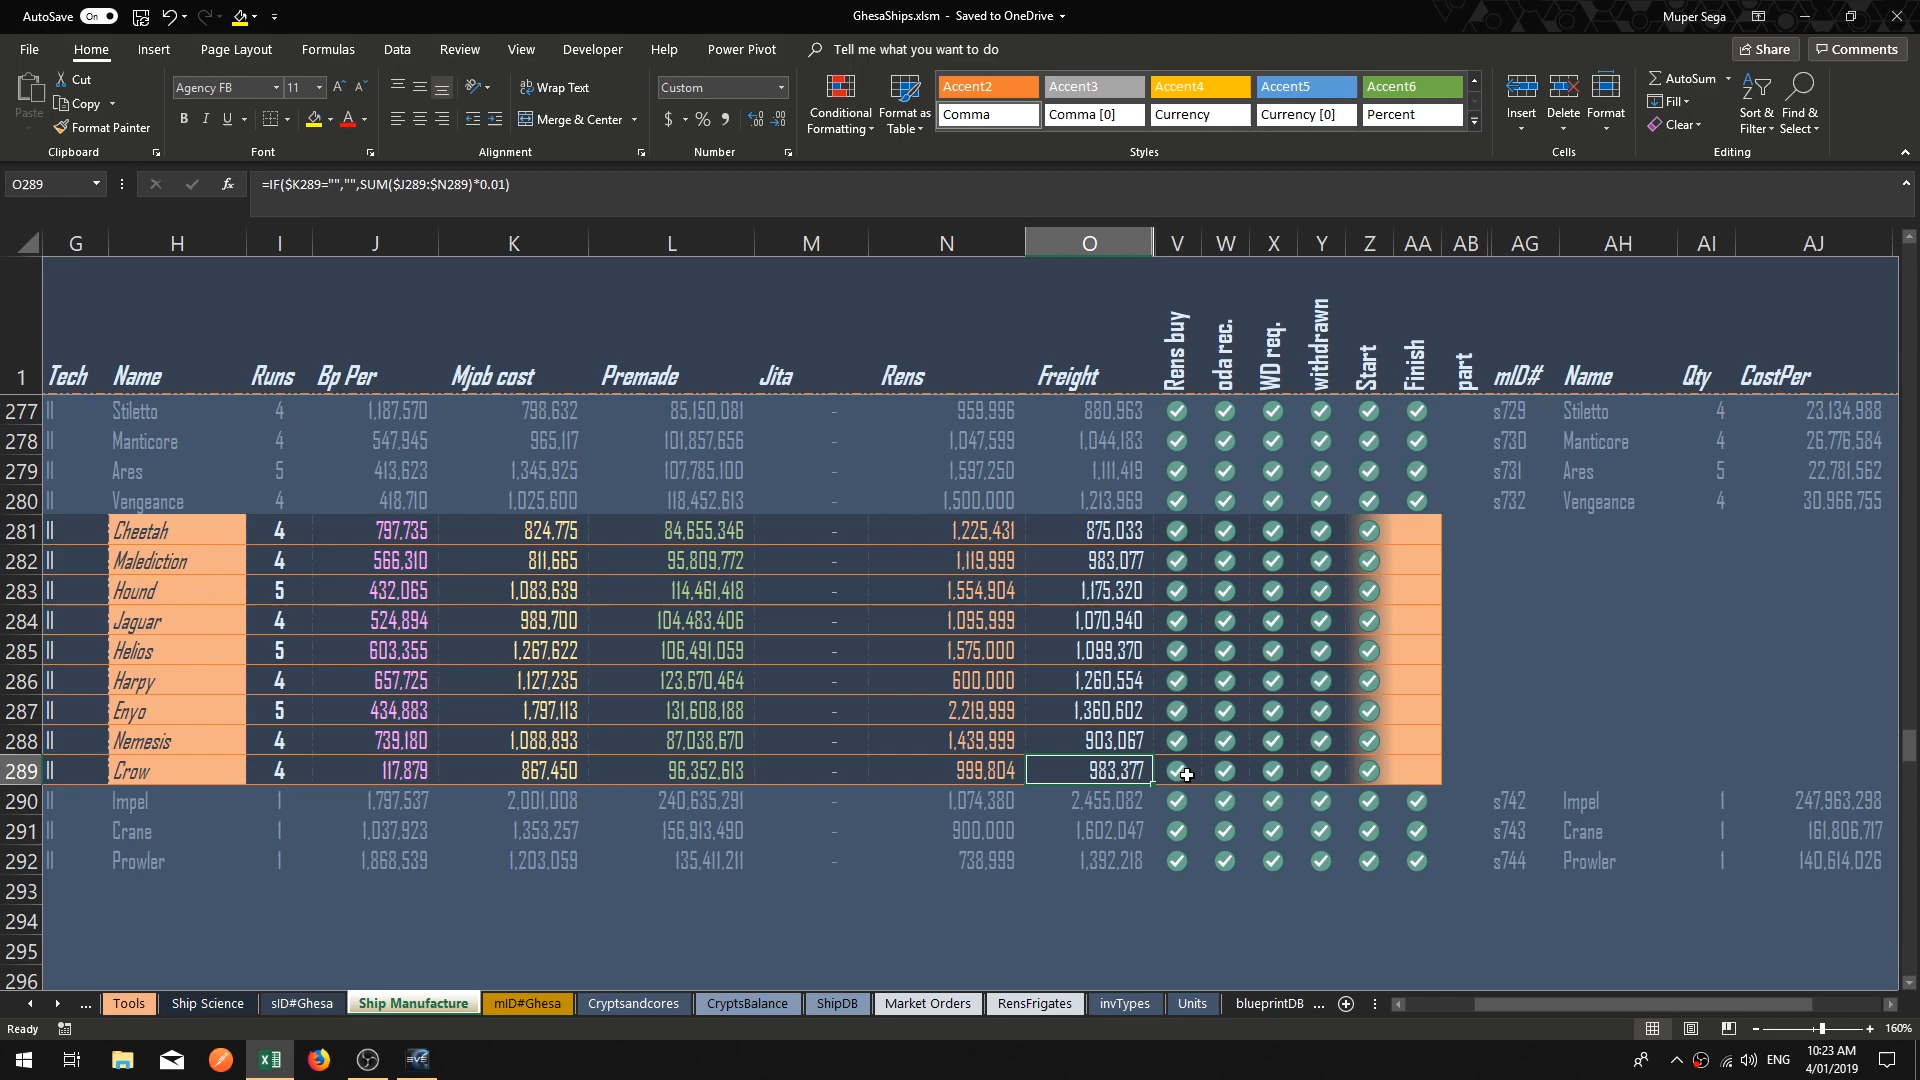 AutoSave On GhesaShips.xlsm - Saved to OneDrive Muper Sega
File Home Insert Page Layout Formulas Data Review View Developer Help Power Pivot Tell me what you want to do Share Comments
Paste Cut Copy Format Painter Clipboard
Agency FB 11 B I U A Font
Wrap Text Merge & Center Alignment
Custom $ % Number
Conditional Formatting Format as Table
Accent2 Accent3 Accent4 Accent5 Accent6
Comma Comma [0] Currency Currency [0] Percent
Styles
Insert Delete Format Cells
AutoSum Fill Clear Sort & Filter Find & Select Editing
O289 fx =IF($K289="","",SUM($J289:$N289)*0.01)
G H I J K L M N O V W X Y Z AA AB AG AH AI AJ
1 Tech Name Runs Bp Per Mjob cost Premade Jita Rens Freight Rens buy oda rec. WD req. withdrawn Start Finish part mID# Name Qty CostPer
277 II Stiletto 4 1,187,570 798,632 85,150,081 - 959,996 880,963 s729 Stiletto 4 23,134,988
278 II Manticore 4 547,945 965,117 101,857,656 - 1,047,599 1,044,183 s730 Manticore 4 26,776,584
279 II Ares 5 413,623 1,345,925 107,785,100 - 1,597,250 1,111,419 s731 Ares 5 22,781,562
280 II Vengeance 4 418,710 1,025,600 118,452,613 - 1,500,000 1,213,969 s732 Vengeance 4 30,966,755
281 II Cheetah 4 797,735 824,775 84,655,346 - 1,225,431 875,033
282 II Malediction 4 566,310 811,665 95,809,772 - 1,119,999 983,077
283 II Hound 5 432,065 1,083,639 114,461,418 - 1,554,904 1,175,320
284 II Jaguar 4 524,894 989,700 104,483,406 - 1,095,999 1,070,940
285 II Helios 5 603,355 1,267,622 106,491,059 - 1,575,000 1,099,370
286 II Harpy 4 657,725 1,127,235 123,670,464 - 600,000 1,260,554
287 II Enyo 5 434,883 1,797,113 131,608,188 - 2,219,999 1,360,602
288 II Nemesis 4 739,180 1,088,893 87,038,670 - 1,439,999 903,067
289 II Crow 4 117,879 867,450 96,352,613 - 999,804 983,377
290 II Impel 1 1,797,537 2,001,008 240,635,291 - 1,074,380 2,455,082 s742 Impel 1 247,963,298
291 II Crane 1 1,037,923 1,353,257 156,913,490 - 900,000 1,602,047 s743 Crane 1 161,806,717
292 II Prowler 1 1,868,539 1,203,059 135,411,211 - 738,999 1,392,218 s744 Prowler 1 140,614,026
293
294
295
296
... Tools Ship Science sID#Ghesa Ship Manufacture mID#Ghesa Cryptsandcores CryptsBalance ShipDB Market Orders RensFrigates invTypes Units blueprintDB ...
Ready 160%
EVE ENG 10:23 AM
4/01/2019